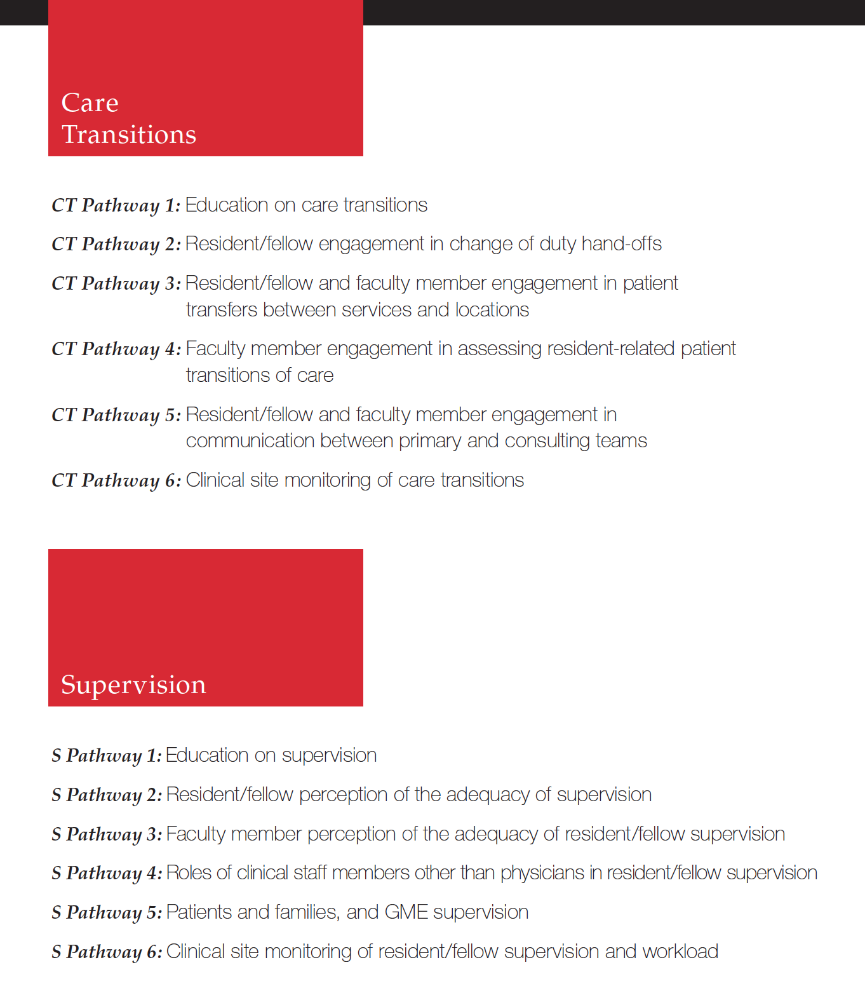 Care
Transitions
CT Pathway 1: Education on care transitions
CT Pathway 2: Resident/fellow engagement in change of duty hand-offs
CT Pathway 3: Resident/fellow and faculty member engagement in patient
transfers between services and locations
CT Pathway 4: Faculty member engagement in assessing resident-related patient
transitions of care
CT Pathway 5: Resident/fellow and faculty member engagement in
communication between primary and consulting teams
CT Pathway 6: Clinical site monitoring of care transitions
Supervision
S Pathway 1: Education on supervision
S Pathway 2: Resident/fellow perception of the adequacy of supervision
S Pathway 3: Faculty member perception of the adequacy of resident/fellow supervision
S Pathway 4: Roles of clinical staff members other than physicians in resident/fellow supervision
S Pathway 5: Patients and families, and GME supervision
S Pathway 6: Clinical site monitoring of resident/fellow supervision and workload